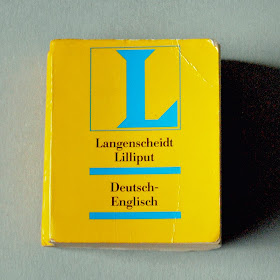 L
Langenscheidt
Lilliput
Deutsch-
Englisch